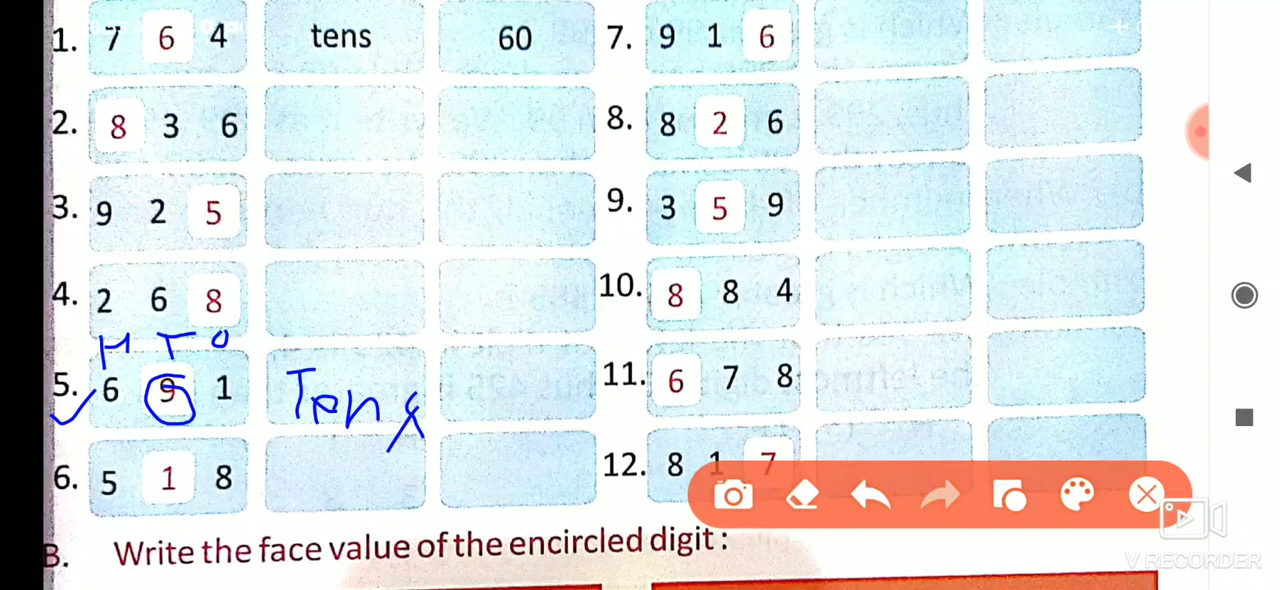 1. 7 6 4 tens 60
2. 8 3 6
3. 9 2 5
4. 2 6 8
H T O
5. 6 9 1 Tens
6. 5 1 8
7. 9 1 6
8. 8 2 6
9. 3 5 9
10. 8 8 4
11. 6 7 8
12. 8 1 7
B. Write the face value of the encircled digit :
V RECORDER